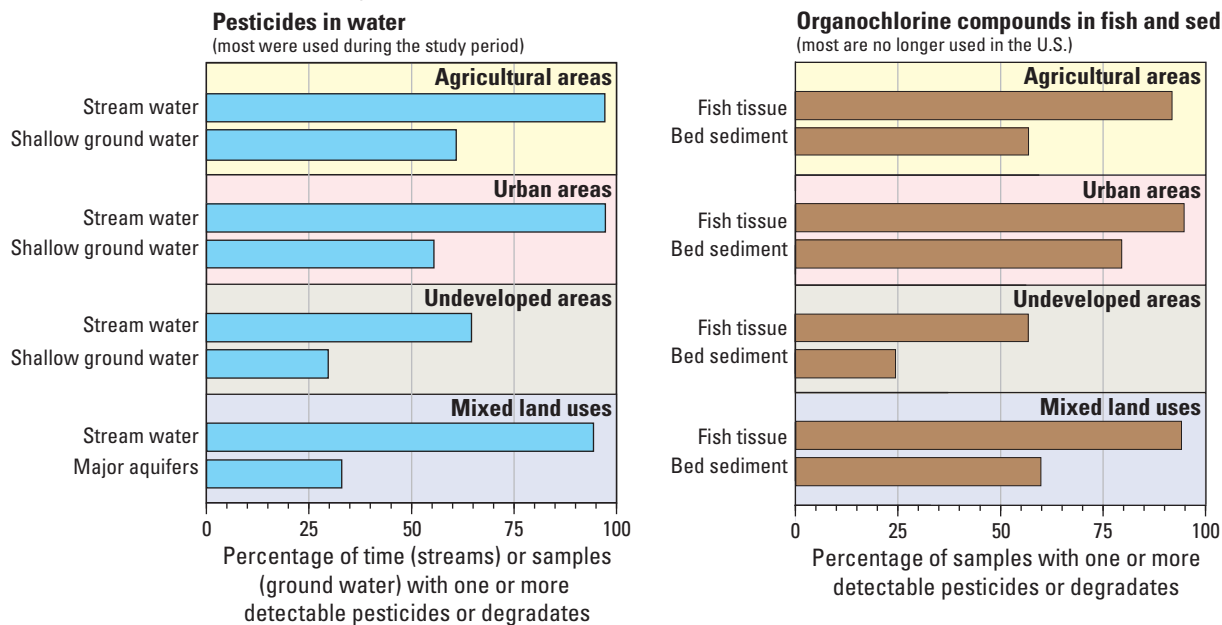 Pesticides in water
(most were used during the study period)
Agricultural areas
Stream water
Shallow ground water
Urban areas
Stream water
Shallow ground water
Undeveloped areas
Stream water
Shallow ground water
Mixed land uses
Stream water
Major aquifers
0 25 50 75 100
Percentage of time (streams) or samples
(ground water) with one or more
detectable pesticides or degradates
Organochlorine compounds in fish and sed
(most are no longer used in the U.S.)
Agricultural areas
Fish tissue
Bed sediment
Urban areas
Fish tissue
Bed sediment
Undeveloped areas
Fish tissue
Bed sediment
Mixed land uses
Fish tissue
Bed sediment
0 25 50 75 100
Percentage of samples with one or more
detectable pesticides or degradates